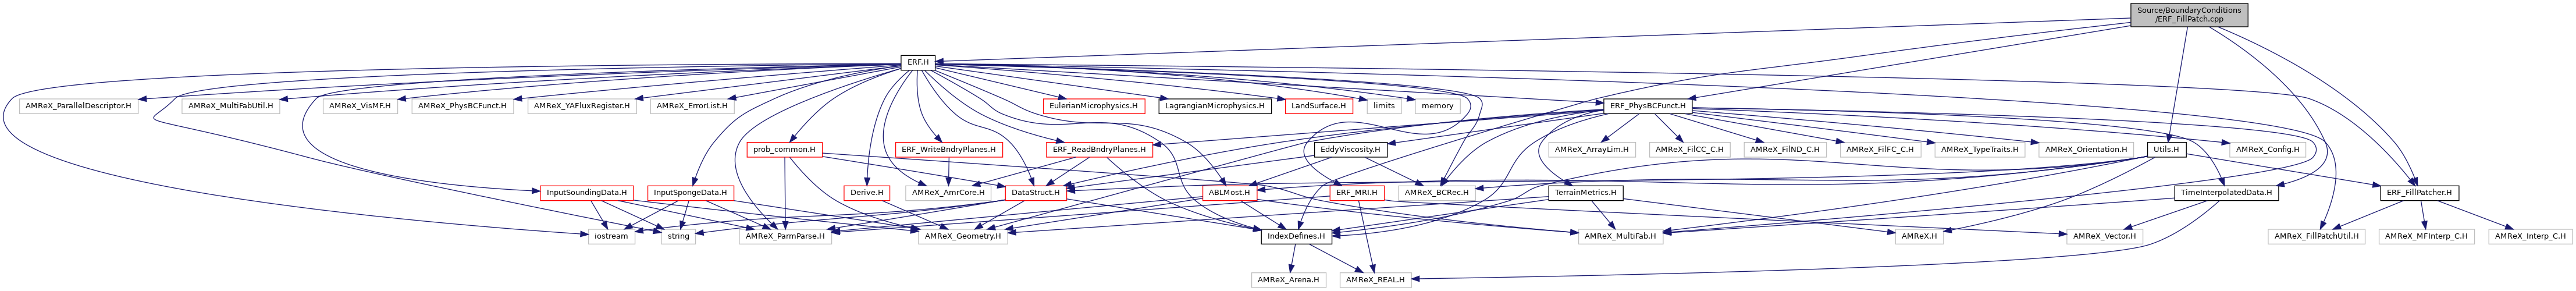 Source/BoundaryConditions
/ERF_FillPatch.cpp
ERF.H
AMReX_ParallelDescriptor.H
AMReX_MultiFabUtil.H
AMReX_VisMF.H
AMReX_PhysBCFunct.H
AMReX_YAFluxRegister.H
AMReX_ErrorList.H
EulerianMicrophysics.H
LagrangianMicrophysics.H
LandSurface.H
limits
memory
ERF_PhysBCFunct.H
prob_common.H
ERF_WriteBndryPlanes.H
ERF_ReadBndryPlanes.H
EddyViscosity.H
AMReX_ArrayLim.H
AMReX_FilCC_C.H
AMReX_FilND_C.H
AMReX_FilFC_C.H
AMReX_TypeTraits.H
AMReX_Orientation.H
Utils.H
AMReX_Config.H
InputSoundingData.H
InputSpongeData.H
Derive.H
AMReX_AmrCore.H
DataStruct.H
ABLMost.H
ERF_MRI.H
AMReX_BCRec.H
TerrainMetrics.H
TimeInterpolatedData.H
ERF_FillPatcher.H
iostream
string
AMReX_ParmParse.H
AMReX_Geometry.H
IndexDefines.H
AMReX_MultiFab.H
AMReX.H
AMReX_Vector.H
AMReX_FillPatchUtil.H
AMReX_MFInterp_C.H
AMReX_Interp_C.H
AMReX_Arena.H
AMReX_REAL.H